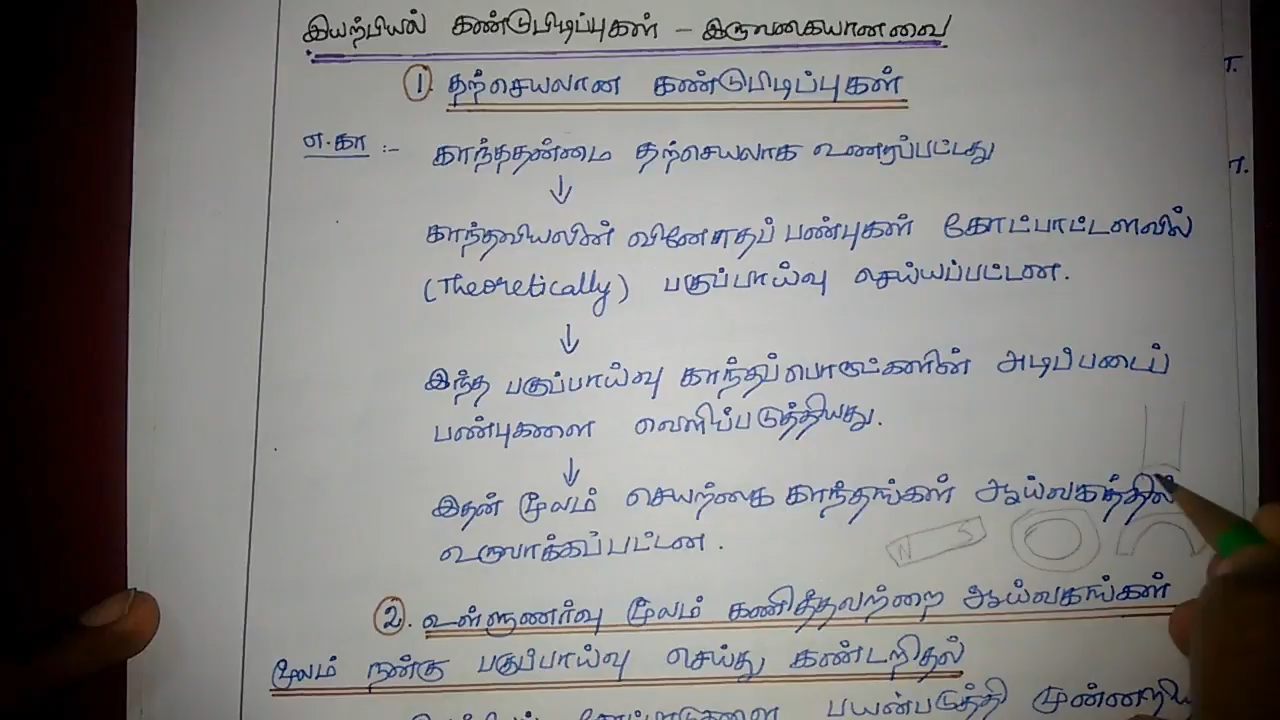 இயற்பியல் கண்டுபிடிப்புகள் - இருவகையானவை
① தற்செயலான கண்டுபிடிப்புகள்
எ.கா :- காந்ததன்மை தற்செயலாக உணரப்பட்டது
↓
காந்தவியலின் வினோதப் பண்புகள் கோட்பாட்டளவில்
(Theoretically) பகுப்பாய்வு செய்யப்பட்டன.
↓
இந்த பகுப்பாய்வு காந்தப்பொருட்களின் அடிப்படைப்
பண்புகளை வெளிப்படுத்தியது.
↓
இதன் மூலம் செயற்கை காந்தங்கள் ஆய்வகத்தில்
உருவாக்கப்பட்டன.
N S
②. உள்ளுணர்வு மூலம் கணித்தவற்றை ஆய்வகங்கள்
மூலம் நன்கு பகுப்பாய்வு செய்து கண்டறிதல்
பயன்படுத்தி